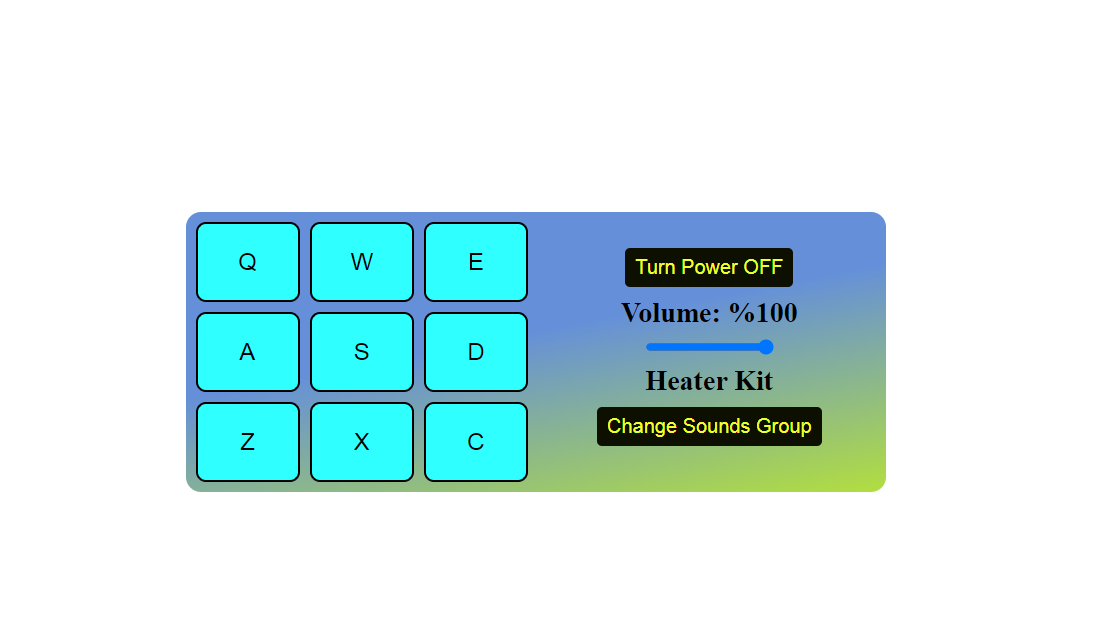 Q W E
A S D
Z X C
Turn Power OFF
Volume: %100
Heater Kit
Change Sounds Group